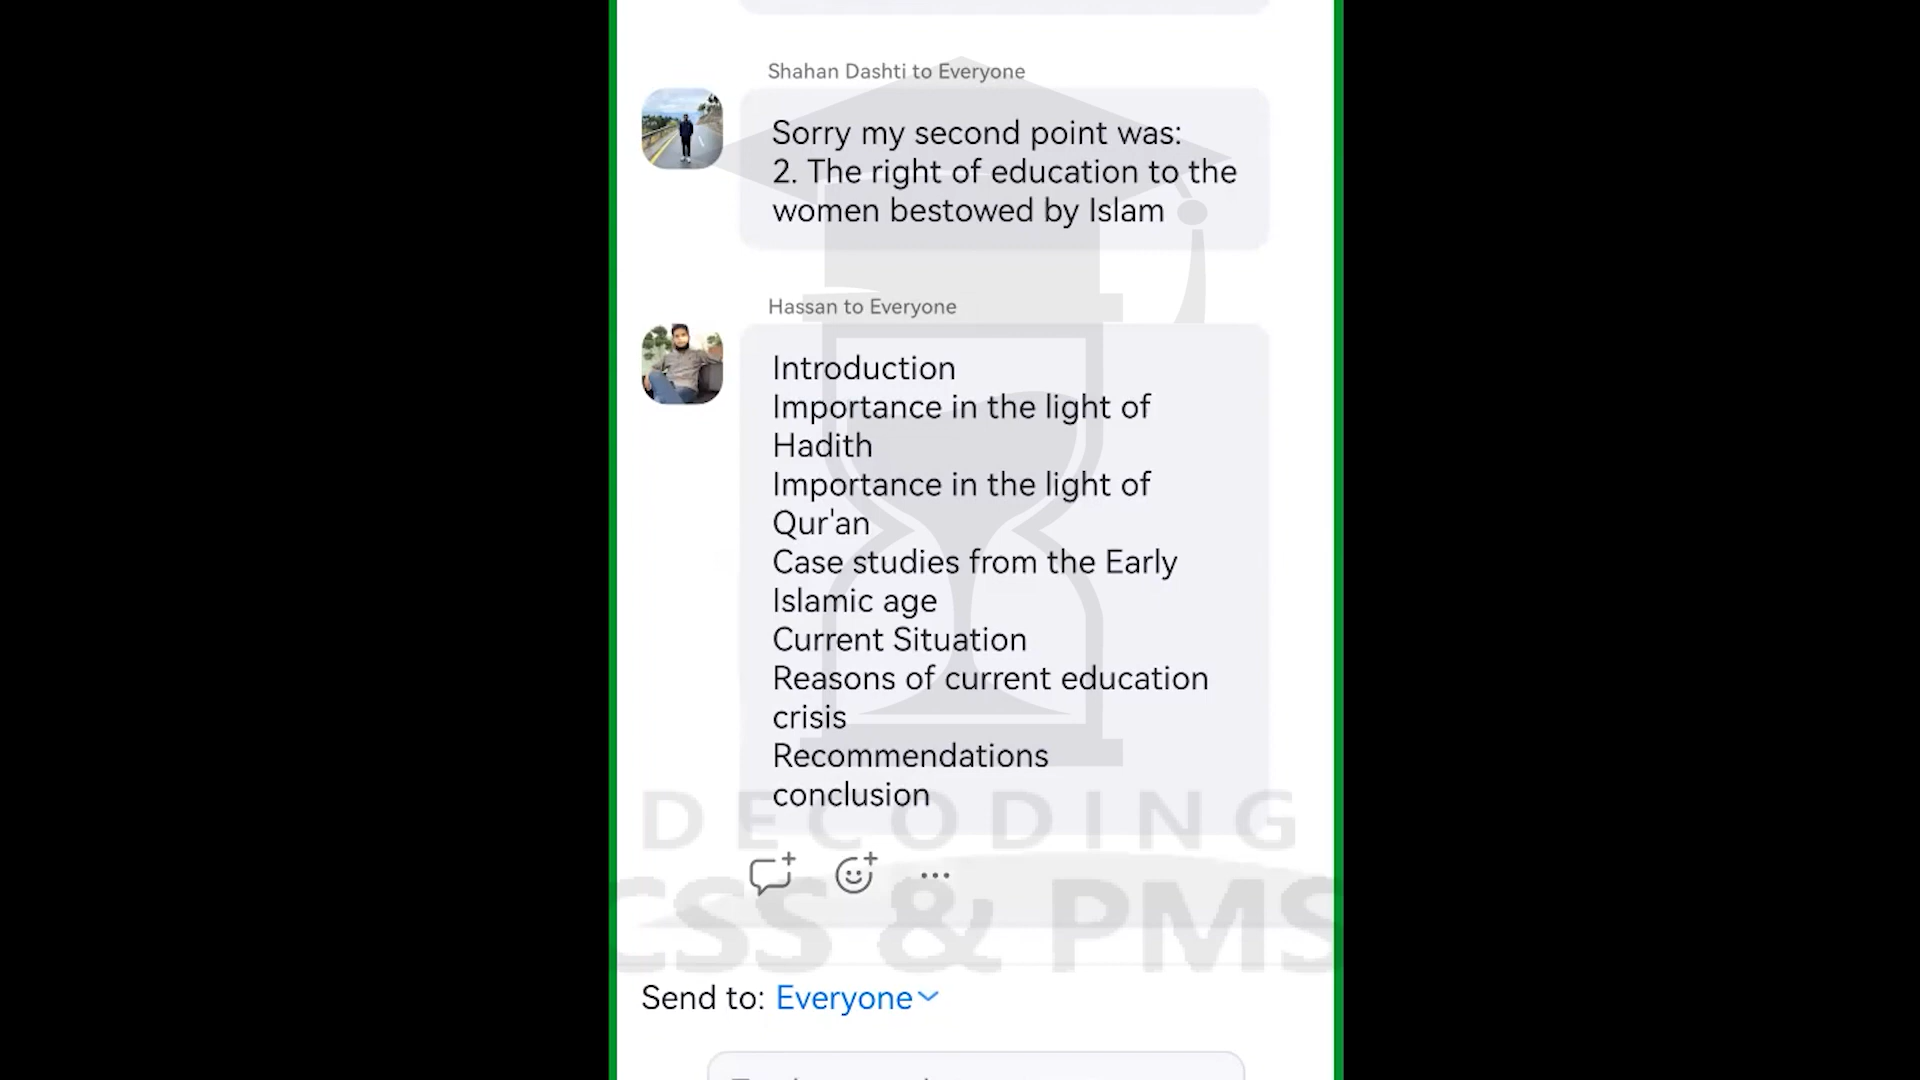 Shahan Dashti to Everyone
Sorry my second point was:
2. The right of education to the
women bestowed by Islam
Hassan to Everyone
Introduction
Importance in the light of
Hadith
Importance in the light of
Qur'an
Case studies from the Early
Islamic age
Current Situation
Reasons of current education
crisis
Recommendations
conclusion
DECODING
CSS & PMS
Send to: Everyone